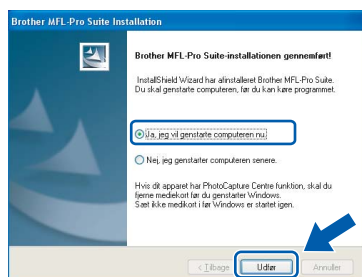 Brother MFL-Pro Suite Installation
Brother MFL-Pro Suite-installationen gennemført!
InstallShield Wizard har afinstalleret Brother MFL-Pro Suite.
Du skal genstarte computeren, før du kan køre programmet.
Ja, jeg vil genstarte computeren nu.
Nej, jeg genstarter computeren senere.
Hvis dit apparat har PhotoCapture Centre funktion, skal du
fjerne mediekort før du genstarter Windows.
Sæt ikke medikort i før Windows er startet igen.
< Tilbage
Udfør
Annuller